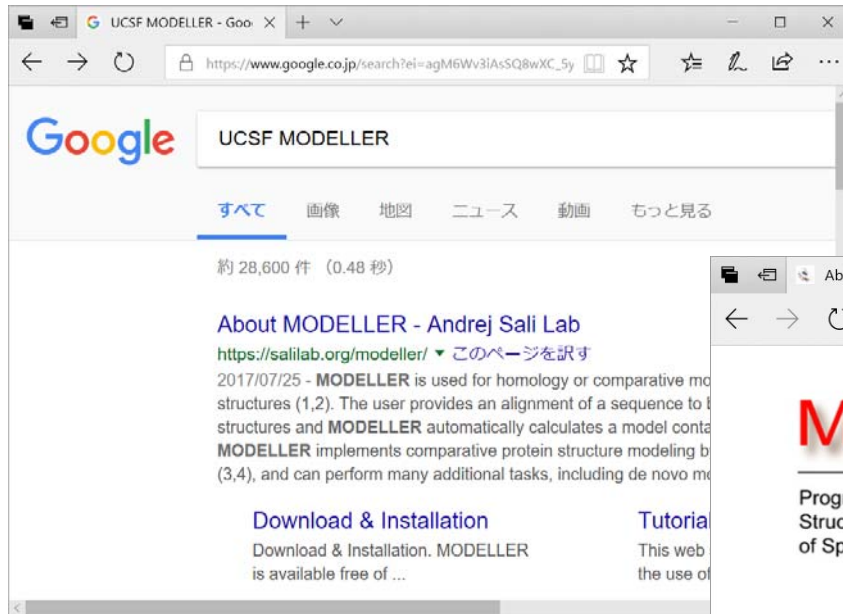 UCSF MODELLER - Goo
https://www.google.co.jp/search?ei=agM6Wv3iAsSQ8wXC_5y
Google
UCSF MODELLER
すべて 画像 地図 ニュース 動画 もっと見る
約 28,600 件 (0.48 秒)
About MODELLER - Andrej Sali Lab
https://salilab.org/modeller/ ▼ このページを訳す
2017/07/25 - MODELLER is used for homology or comparative mo
structures (1,2). The user provides an alignment of a sequence to b
structures and MODELLER automatically calculates a model conta
MODELLER implements comparative protein structure modeling b
(3,4), and can perform many additional tasks, including de novo mo
Download & Installation
Download & Installation. MODELLER
is available free of ...
Tutorial
This web
the use of
Ab
M
Progr
Struc
of Sp